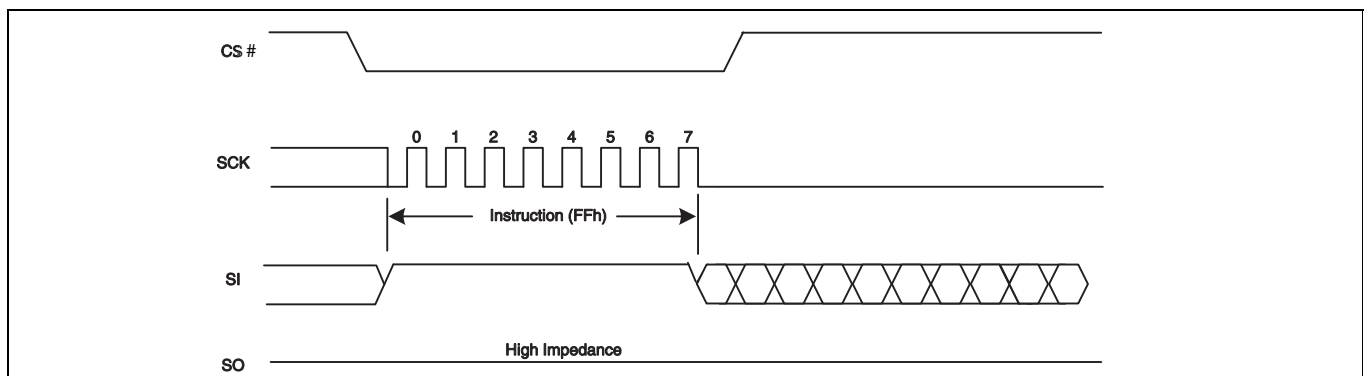 CS #
0 1 2 3 4 5 6 7
SCK
Instruction (FFh)
SI
High Impedance
SO